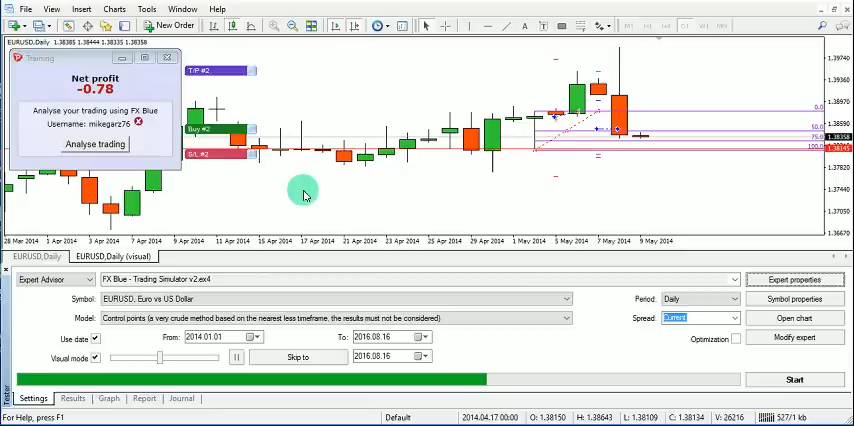 File View Insert Charts Tools Window Help
New Order
EURUSD,Daily 1.38385 1.38444 1.38335 1.38358
Training
Net profit
-0.78
Analyse your trading using FX Blue
Username: mikegarz76
Analyse trading
T/P #2
Buy #2
S/L #2
0.0
50.0
75.0
100.0
1.39740
1.39355
1.38970
1.38590
1.38358
1.38145
1.37820
1.37440
1.37050
1.36670
28 Mar 2014 1 Apr 2014 3 Apr 2014 7 Apr 2014 9 Apr 2014 11 Apr 2014 15 Apr 2014 17 Apr 2014 21 Apr 2014 23 Apr 2014 25 Apr 2014 29 Apr 2014 1 May 2014 5 May 2014 7 May 2014 9 May 2014
EURUSD,Daily EURUSD,Daily (visual)
Expert Advisor FX Blue - Trading Simulator v2.ex4 Expert properties
Symbol: EURUSD, Euro vs US Dollar Period: Daily Symbol properties
Model: Control points (a very crude method based on the nearest less timeframe, the results must not be considered) Spread: Current Open chart
Use date From: 2014.01.01 To: 2016.08.16 Optimization Modify expert
Visual mode Skip to 2016.08.16
Start
Tester
Settings Results Graph Report Journal
For Help, press F1 Default 2014.04.17 00:00 O: 1.38150 H: 1.38643 L: 1.38109 C: 1.38134 V: 26216 527/1 kb